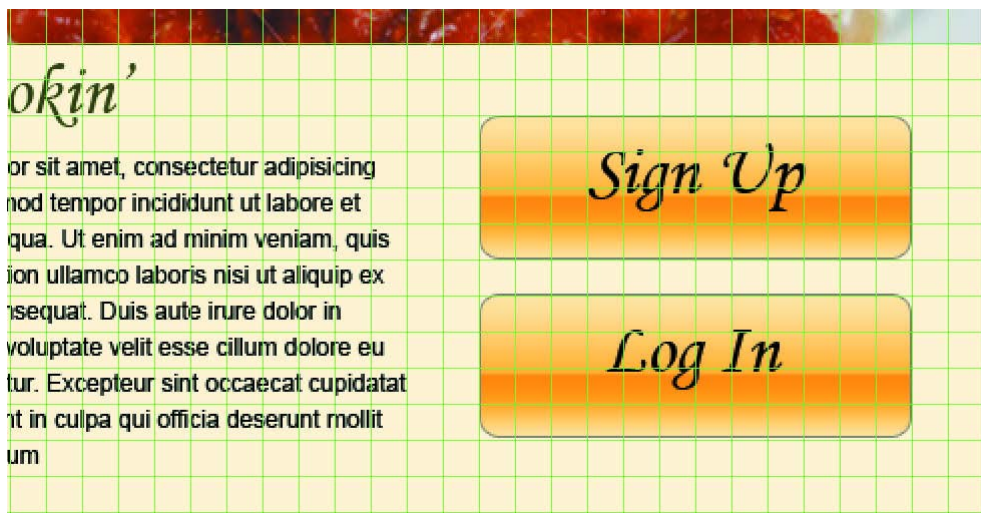 okin’
or sit amet, consectetur adipisicing
mod tempor incididunt ut labore et
qua. Ut enim ad minim veniam, quis
ion ullamco laboris nisi ut aliquip ex
nsequat. Duis aute irure dolor in
voluptate velit esse cillum dolore eu
tur. Excepteur sint occaecat cupidatat
nt in culpa qui officia deserunt mollit
um
Sign Up
Log In